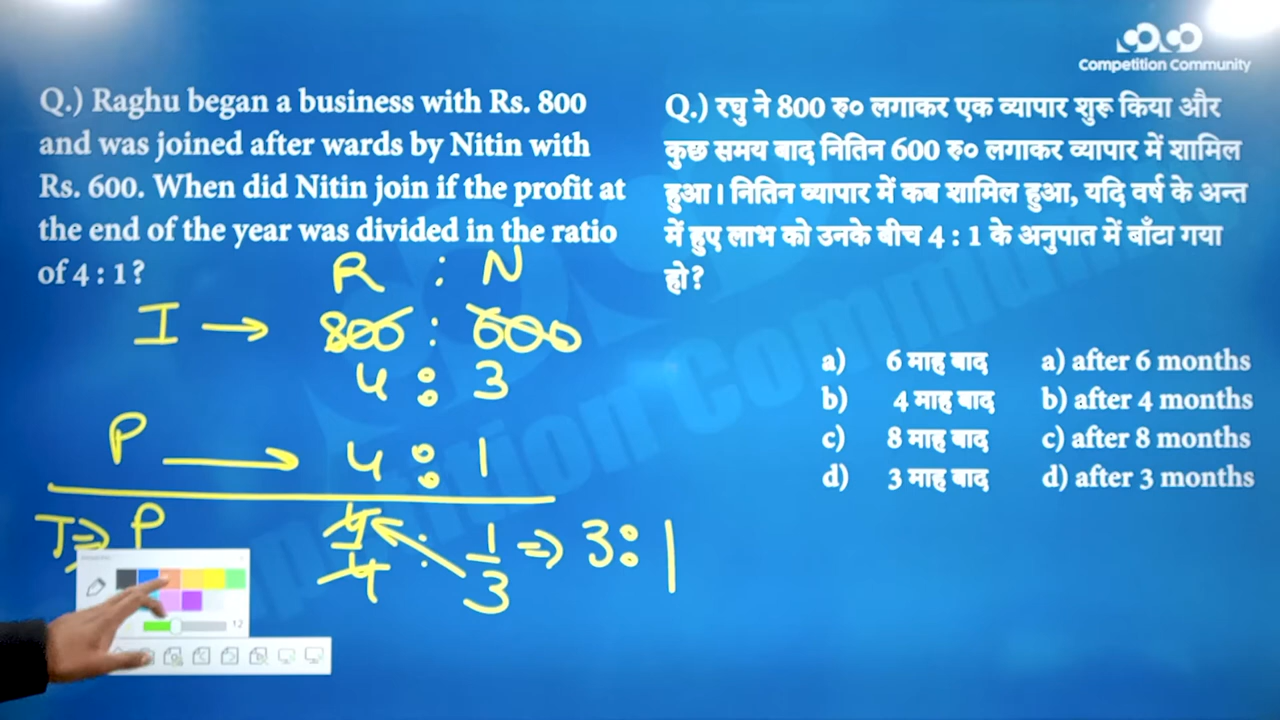 Competition Community
Q.) Raghu began a business with Rs. 800
and was joined after wards by Nitin with
Rs. 600. When did Nitin join if the profit at
the end of the year was divided in the ratio
of 4 : 1?
Q.) रघु ने 800 रु० लगाकर एक व्यापार शुरू किया और
कुछ समय बाद नितिन 600 रु० लगाकर व्यापार में शामिल
हुआ। नितिन व्यापार में कब शामिल हुआ, यदि वर्ष के अन्त
में हुए लाभ को उनके बीच 4 : 1 के अनुपात में बाँटा गया
हो?
R : N
I → 800 : 600
4 : 3
P → 4 : 1
T ⇒ P 4/4 : 1/3 ⇒ 3 : 1
a) 6 माह बाद a) after 6 months
b) 4 माह बाद b) after 4 months
c) 8 माह बाद c) after 8 months
d) 3 माह बाद d) after 3 months
12